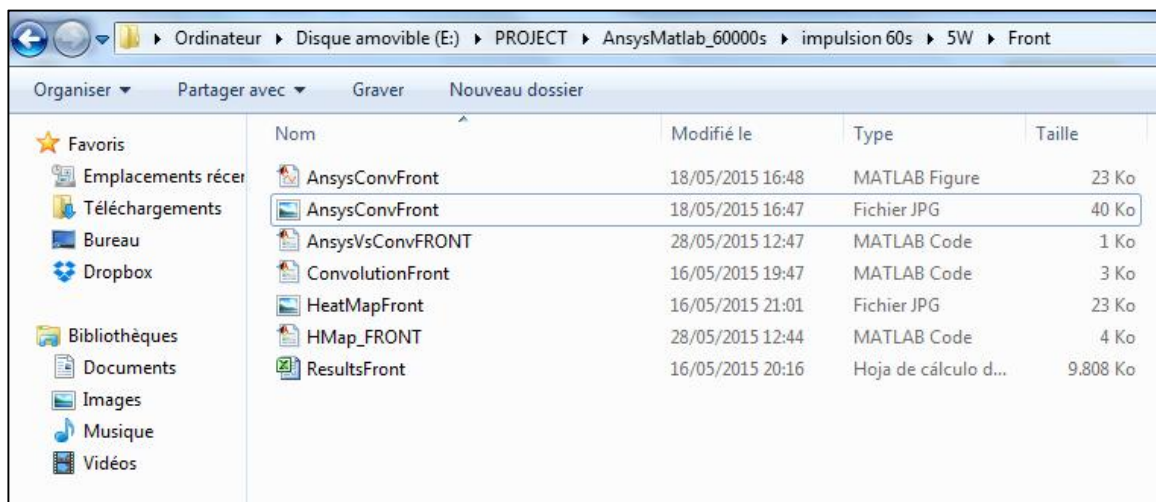 Ordinateur Disque amovible (E:) PROJECT AnsysMatlab_60000s impulsion 60s 5W Front
Organiser Partager avec Graver Nouveau dossier
Favoris
Emplacements récer
Téléchargements
Bureau
Dropbox
Bibliothèques
Documents
Images
Musique
Vidéos
Nom Modifié le Type Taille
AnsysConvFront 18/05/2015 16:48 MATLAB Figure 23 Ko
AnsysConvFront 18/05/2015 16:47 Fichier JPG 40 Ko
AnsysVsConvFRONT 28/05/2015 12:47 MATLAB Code 1 Ko
ConvolutionFront 16/05/2015 19:47 MATLAB Code 3 Ko
HeatMapFront 16/05/2015 21:01 Fichier JPG 23 Ko
HMap_FRONT 28/05/2015 12:44 MATLAB Code 4 Ko
ResultsFront 16/05/2015 20:16 Hoja de cálculo d... 9.808 Ko